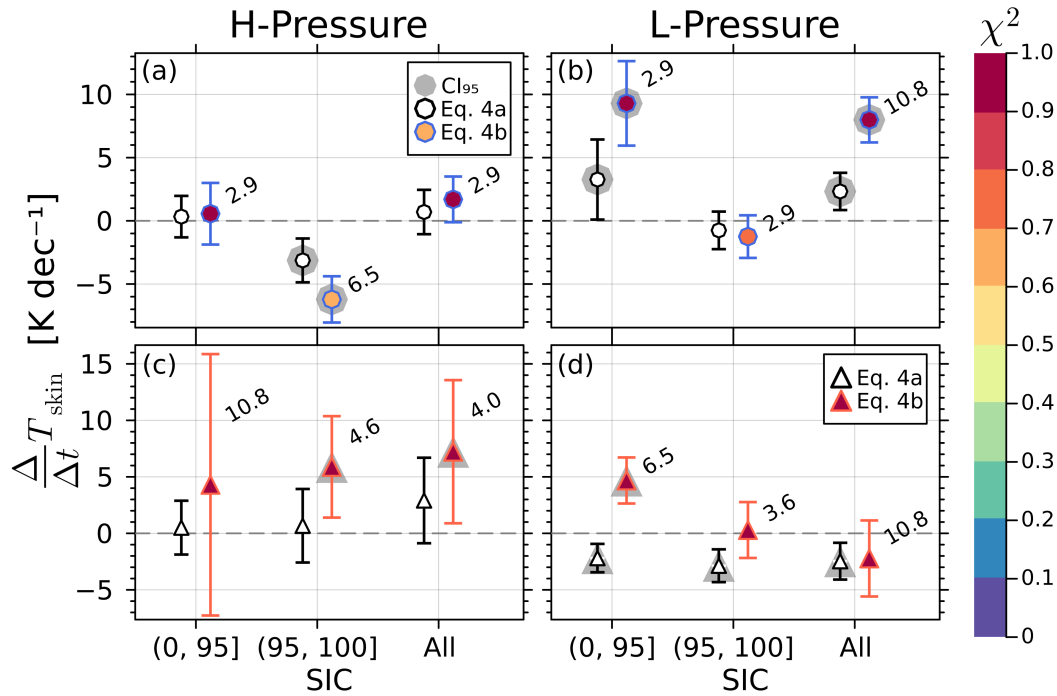 H-Pressure
L-Pressure
χ²
(a)
CI₉₅
Eq. 4a
Eq. 4b
10
5
0
−5
2.9
6.5
2.9
(b)
2.9
2.9
10.8
Δ/Δt T skin [K dec⁻¹]
(c)
15
10
5
0
−5
10.8
4.6
4.0
(d)
Eq. 4a
Eq. 4b
6.5
3.6
10.8
(0, 95]
(95, 100]
All
SIC
(0, 95]
(95, 100]
All
SIC
1.0
0.9
0.8
0.7
0.6
0.5
0.4
0.3
0.2
0.1
0